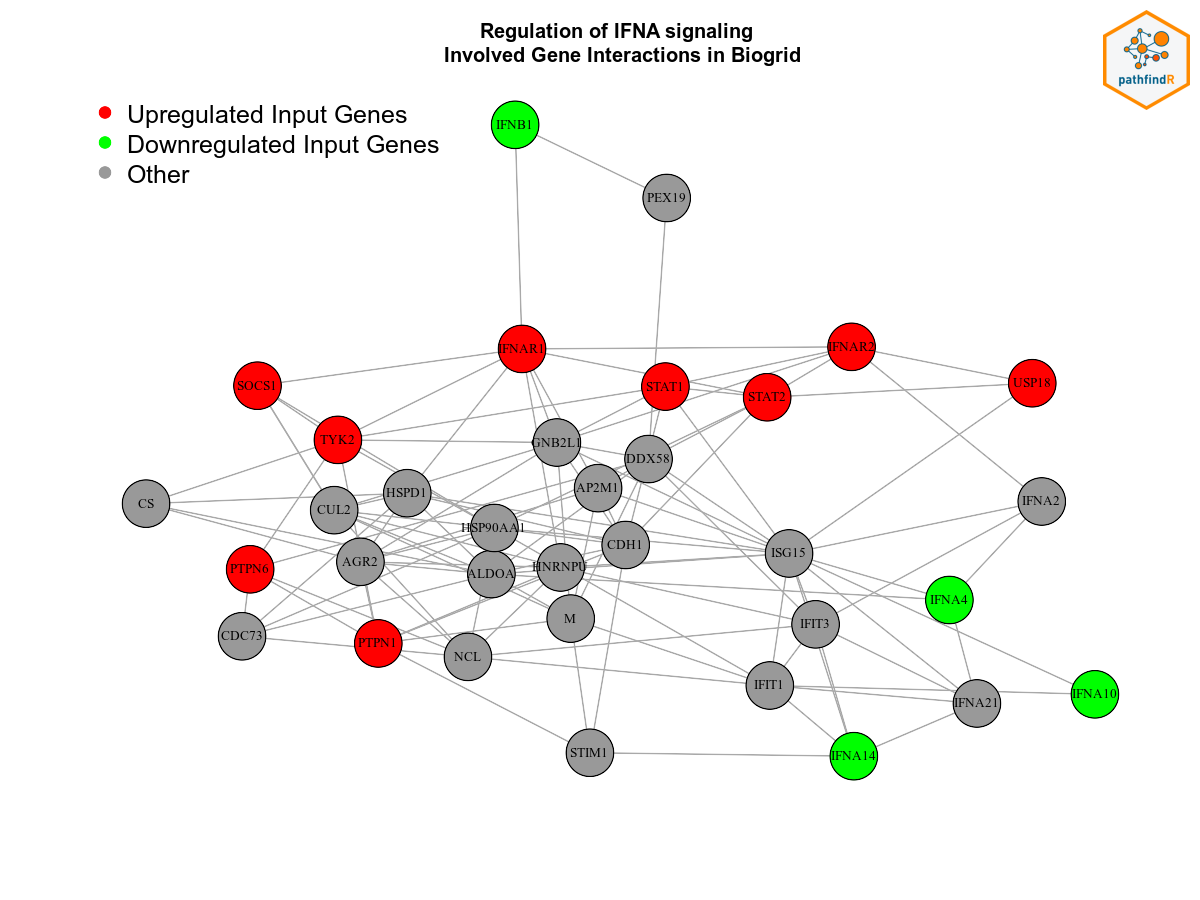 Regulation of IFNA signaling
Involved Gene Interactions in Biogrid
pathfindR
Upregulated Input Genes
Downregulated Input Genes
Other
IFNB1
PEX19
IFNAR1
IFNAR2
SOCS1
STAT1
STAT2
USP18
TYK2
GNB2L1
DDX58
CS
CUL2
HSPD1
AP2M1
IFNA2
HSP90AA1
CDH1
ISG15
PTPN6
AGR2
ALDOA
HNRNPU
IFNA4
CDC73
PTPN1
NCL
M
IFIT3
IFIT1
IFNA21
IFNA10
STIM1
IFNA14